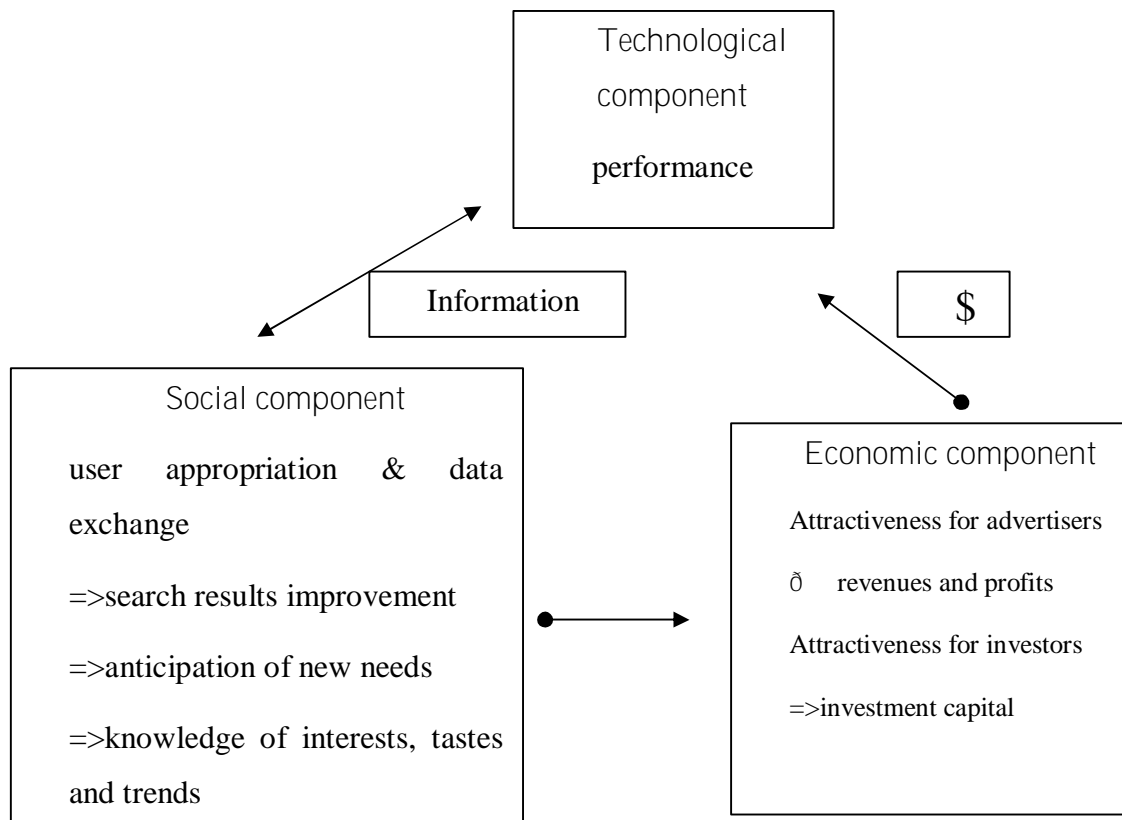 Technological
component
performance
Information
$
Social component
user appropriation & data
exchange
=>search results improvement
=>anticipation of new needs
=>knowledge of interests, tastes
and trends
Economic component
Attractiveness for advertisers
ð revenues and profits
Attractiveness for investors
=>investment capital